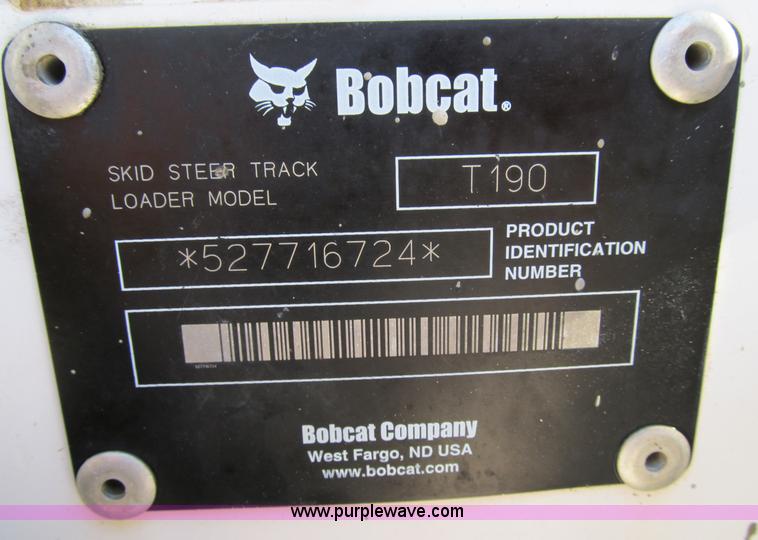 Bobcat®
SKID STEER TRACK
LOADER MODEL
T190
*527716724*
PRODUCT
IDENTIFICATION
NUMBER
Bobcat Company
West Fargo, ND USA
www.bobcat.com
www.purplewave.com